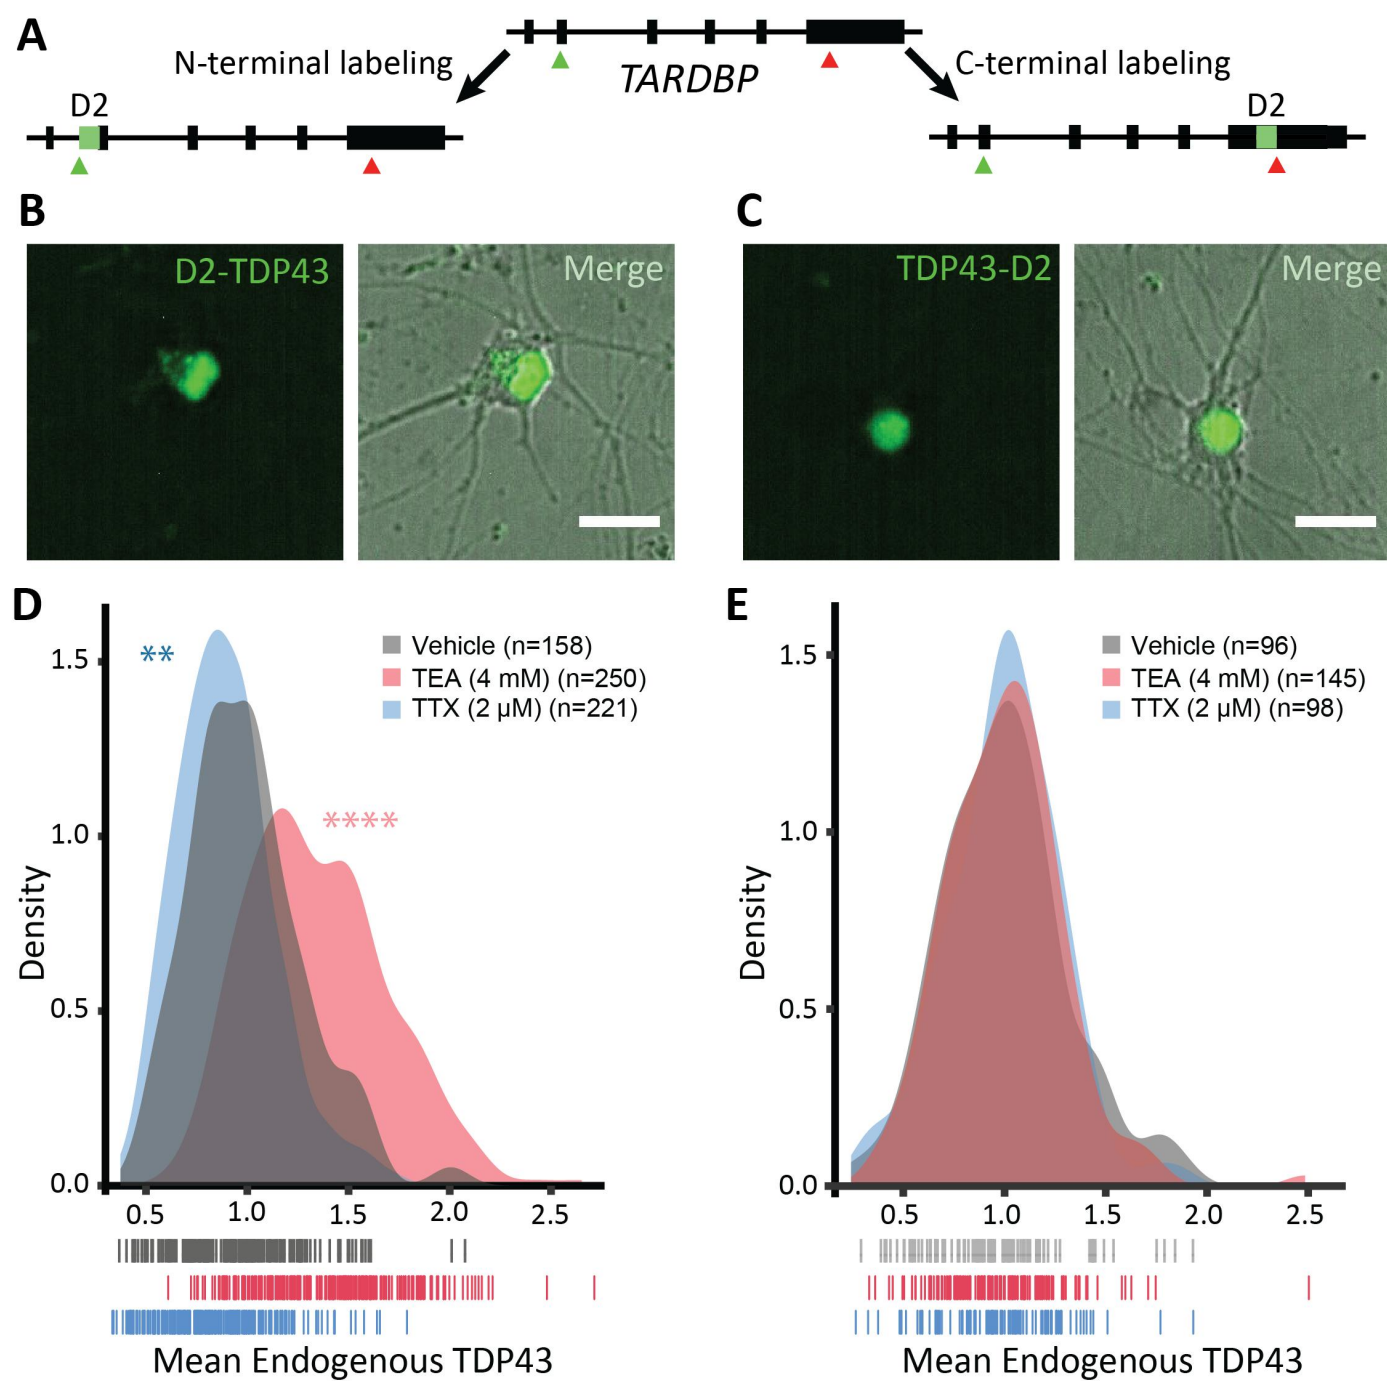 A
N-terminal labeling
TARDBP
C-terminal labeling
D2
D2
B
D2-TDP43
Merge
C
TDP43-D2
Merge
D
**
Vehicle (n=158)
TEA (4 mM) (n=250)
TTX (2 µM) (n=221)
****
Density
1.5
1.0
0.5
0.0
0.5 1.0 1.5 2.0 2.5
Mean Endogenous TDP43
E
Vehicle (n=96)
TEA (4 mM) (n=145)
TTX (2 µM) (n=98)
Density
1.5
1.0
0.5
0.0
0.5 1.0 1.5 2.0 2.5
Mean Endogenous TDP43